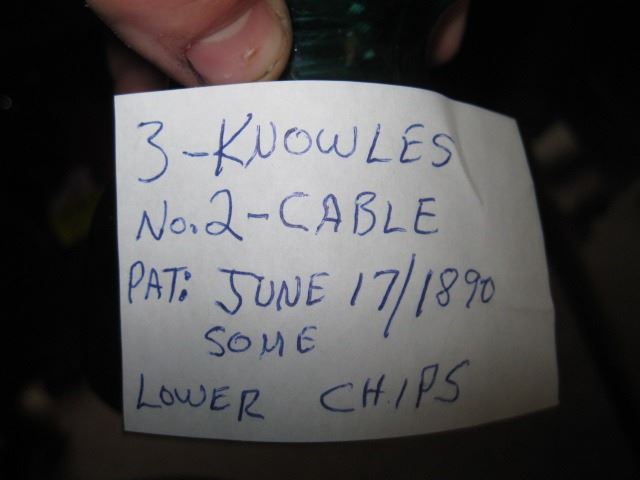 3-KNOWLES
No.2-CABLE
PAT: JUNE 17/1890
SOME
LOWER CHIPS